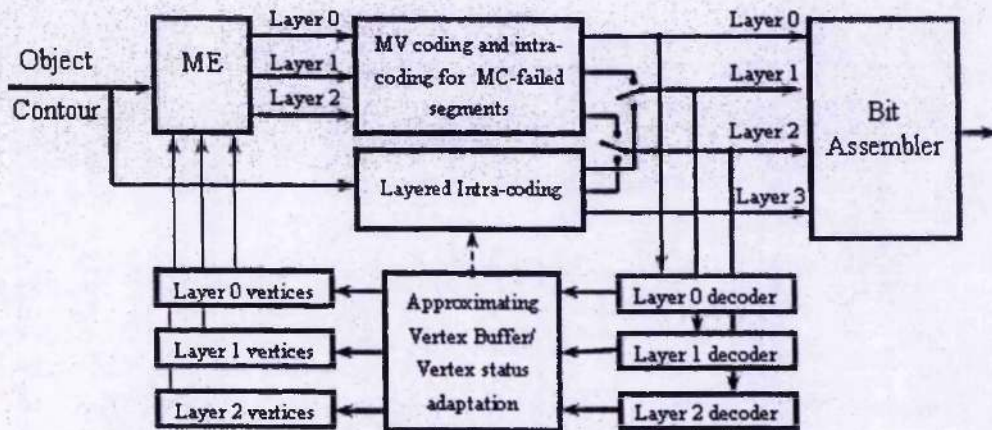 Object
Contour
ME
Layer 0
Layer 1
Layer 2
MV coding and intra-
coding for MC-failed
segments
Layered Intra-coding
Layer 0
Layer 1
Layer 2
Layer 3
Bit
Assembler
Layer 0 vertices
Layer 1 vertices
Layer 2 vertices
Approximating
Vertex Buffer/
Vertex status
adaptation
Layer 0 decoder
Layer 1 decoder
Layer 2 decoder